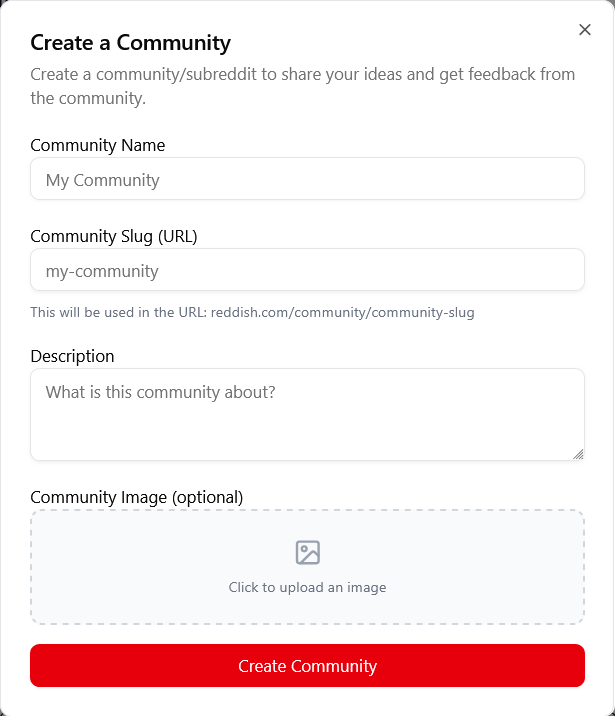 Create a Community
Create a community/subreddit to share your ideas and get feedback from
the community.
Community Name
My Community
Community Slug (URL)
my-community
This will be used in the URL: reddish.com/community/community-slug
Description
What is this community about?
Community Image (optional)
Click to upload an image
Create Community